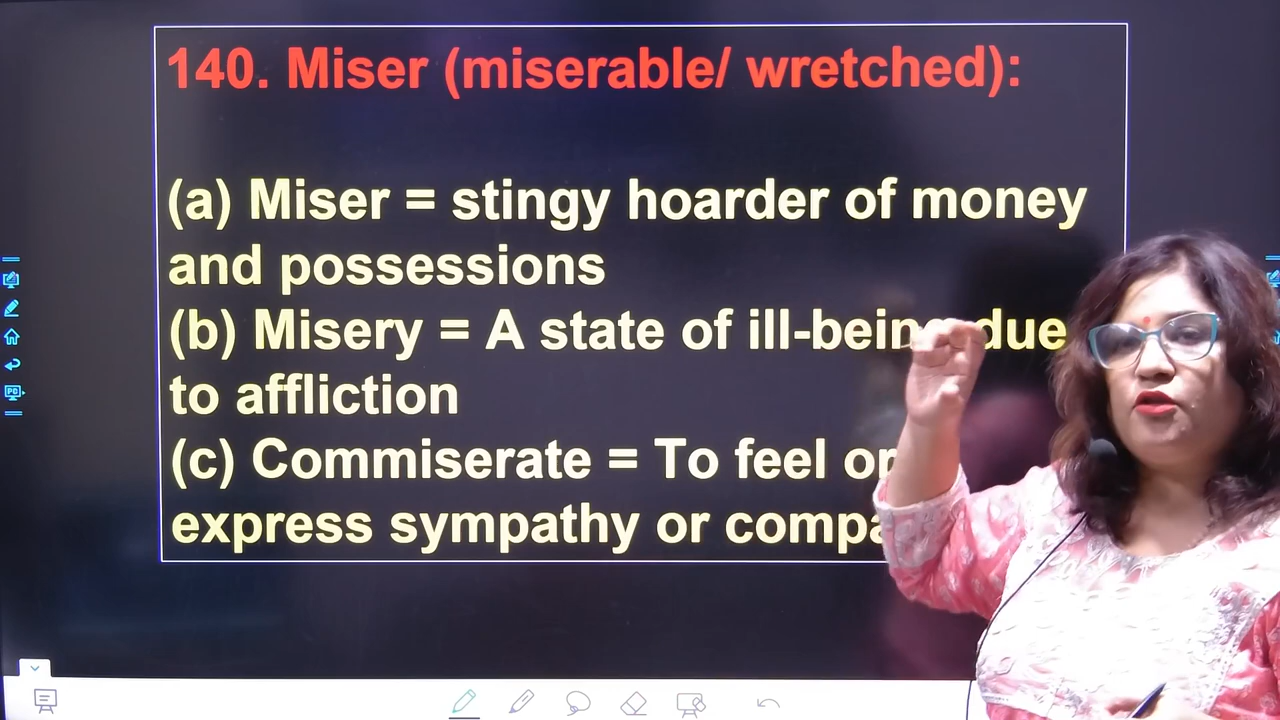 140. Miser (miserable/ wretched):
(a) Miser = stingy hoarder of money
and possessions
(b) Misery = A state of ill-being due
to affliction
(c) Commiserate = To feel or
express sympathy or compa